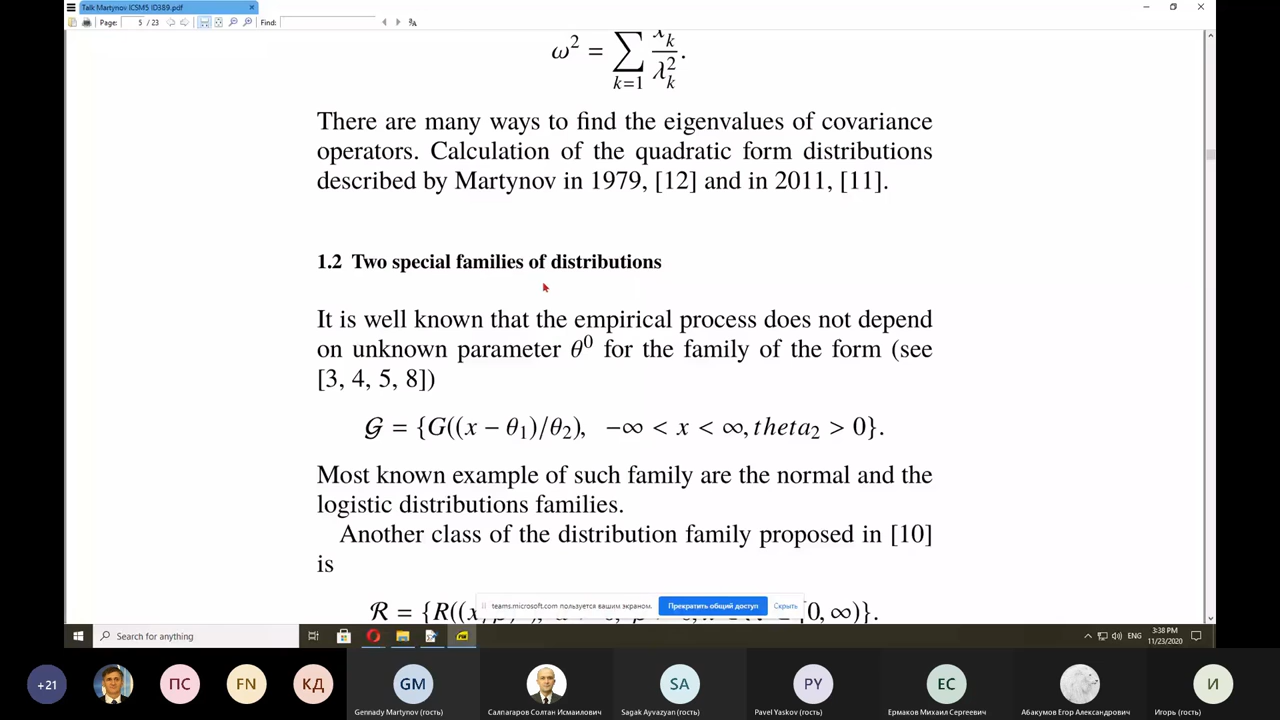 Talk Martynov ICSM5 ID389.pdf
Page: 5 / 23 Find:
ω² = ∑ k=1 / λ_k^2 .
There are many ways to find the eigenvalues of covariance
operators. Calculation of the quadratic form distributions
described by Martynov in 1979, [12] and in 2011, [11].
1.2 Two special families of distributions
It is well known that the empirical process does not depend
on unknown parameter θ⁰ for the family of the form (see
[3, 4, 5, 8])
𝒢 = {G((x − θ₁)/θ₂), −∞ < x < ∞, theta₂ > 0}.
Most known example of such family are the normal and the
logistic distributions families.
Another class of the distribution family proposed in [10]
is
ℛ = {R((x/ [0, ∞)}.
teams.microsoft.com пользуется вашим экраном. Прекратить общий доступ Скрыть
Search for anything
ENG 3:38 PM
11/23/2020
+21 ПС FN КД GM SA PY ЕС И
Gennady Martynov (гость) Салпагаров Солтан Исмаилович Sagak Ayvazyan (гость) Pavel Yaskov (гость) Ермаков Михаил Сергеевич Абакумов Егор Александрович Игорь (гость)